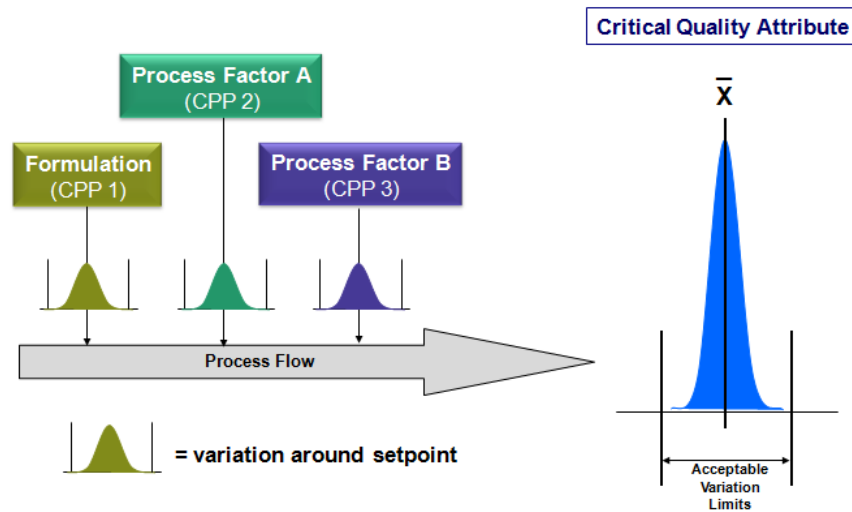 Critical Quality Attribute
Process Factor A
(CPP 2)
X̄
Formulation
(CPP 1)
Process Factor B
(CPP 3)
Process Flow
= variation around setpoint
Acceptable
Variation
Limits